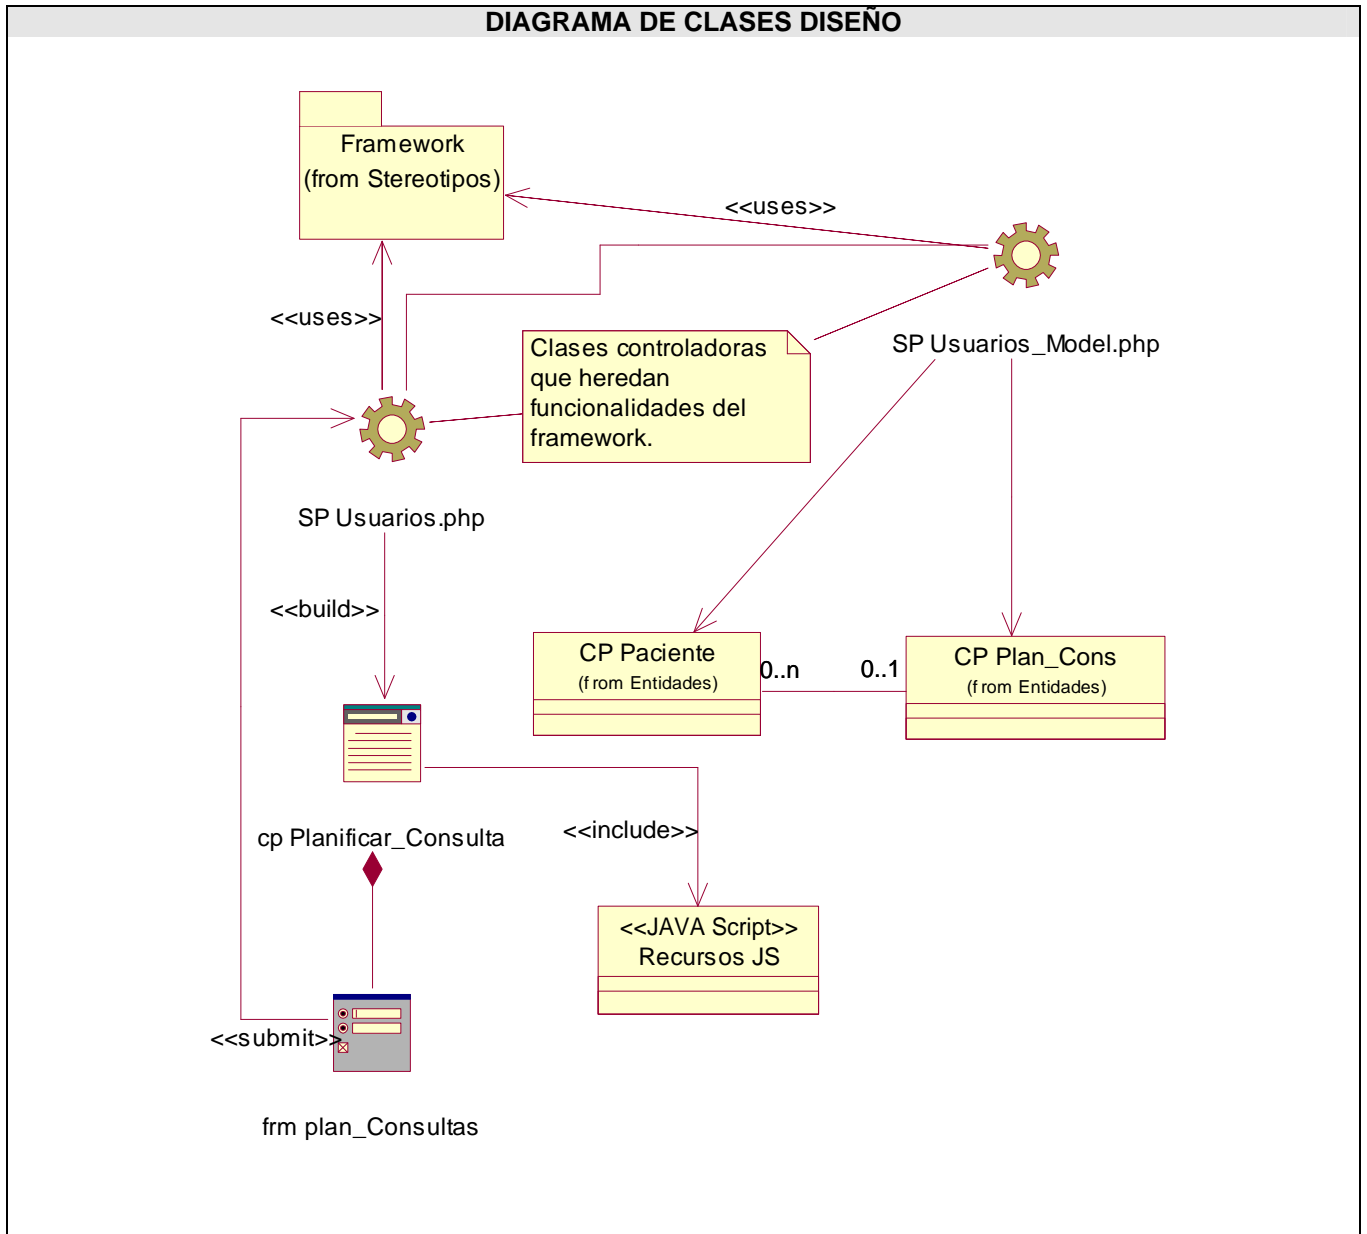 DIAGRAMA DE CLASES DISEÑO
Framework
(from Stereotipos)
<<uses>>
<<uses>>
Clases controladoras
que heredan
funcionalidades del
framework.
SP Usuarios_Model.php
SP Usuarios.php
<<build>>
CP Paciente
(from Entidades)
0..n
0..1
CP Plan_Cons
(from Entidades)
cp Planificar_Consulta
<<include>>
<<JAVA Script>>
Recursos JS
<<submit>>
frm plan_Consultas